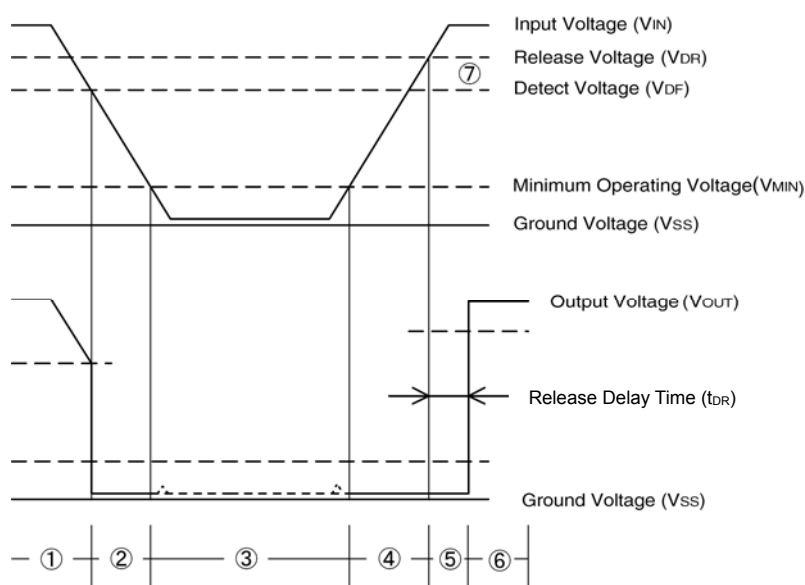 Input Voltage (VIN)
Release Voltage (VDR)
⑦
Detect Voltage (VDF)
Minimum Operating Voltage(VMIN)
Ground Voltage (VSS)
Output Voltage (VOUT)
Release Delay Time (tDR)
Ground Voltage (VSS)
① ② ③ ④ ⑤ ⑥